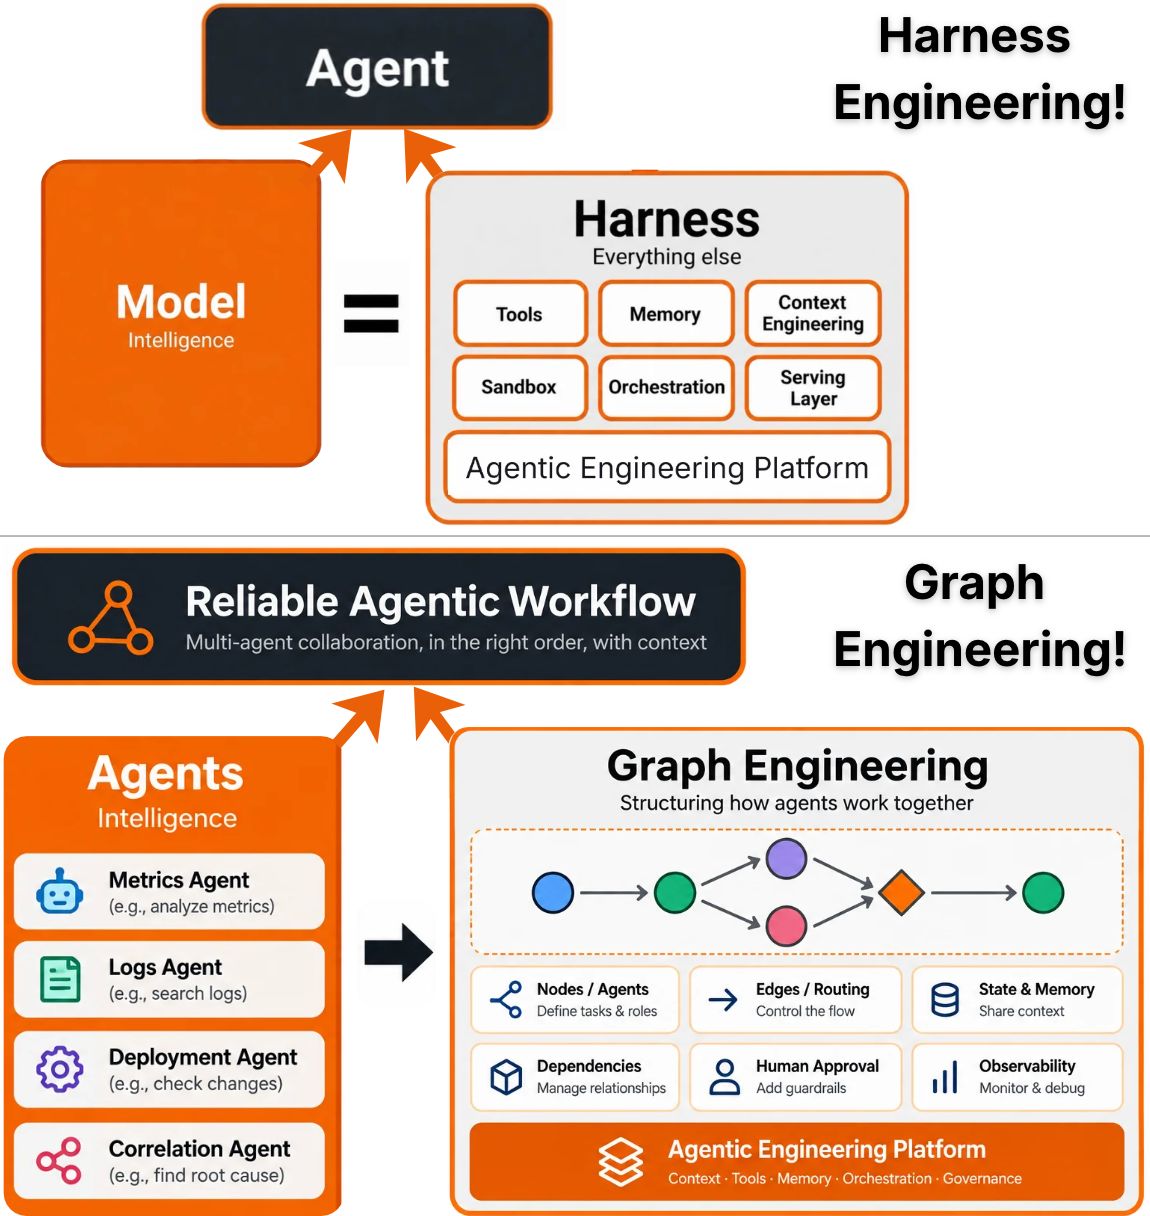 Agent
Harness
Engineering!
Model
Intelligence
=
Harness
Everything else
Tools
Memory
Context
Engineering
Sandbox
Orchestration
Serving
Layer
Agentic Engineering Platform
Reliable Agentic Workflow
Multi-agent collaboration, in the right order, with context
Graph
Engineering!
Agents
Intelligence
Metrics Agent
(e.g., analyze metrics)
Logs Agent
(e.g., search logs)
Deployment Agent
(e.g., check changes)
Correlation Agent
(e.g., find root cause)
Graph Engineering
Structuring how agents work together
Nodes / Agents
Define tasks & roles
Edges / Routing
Control the flow
State & Memory
Share context
Dependencies
Manage relationships
Human Approval
Add guardrails
Observability
Monitor & debug
Agentic Engineering Platform
Context · Tools · Memory · Orchestration · Governance